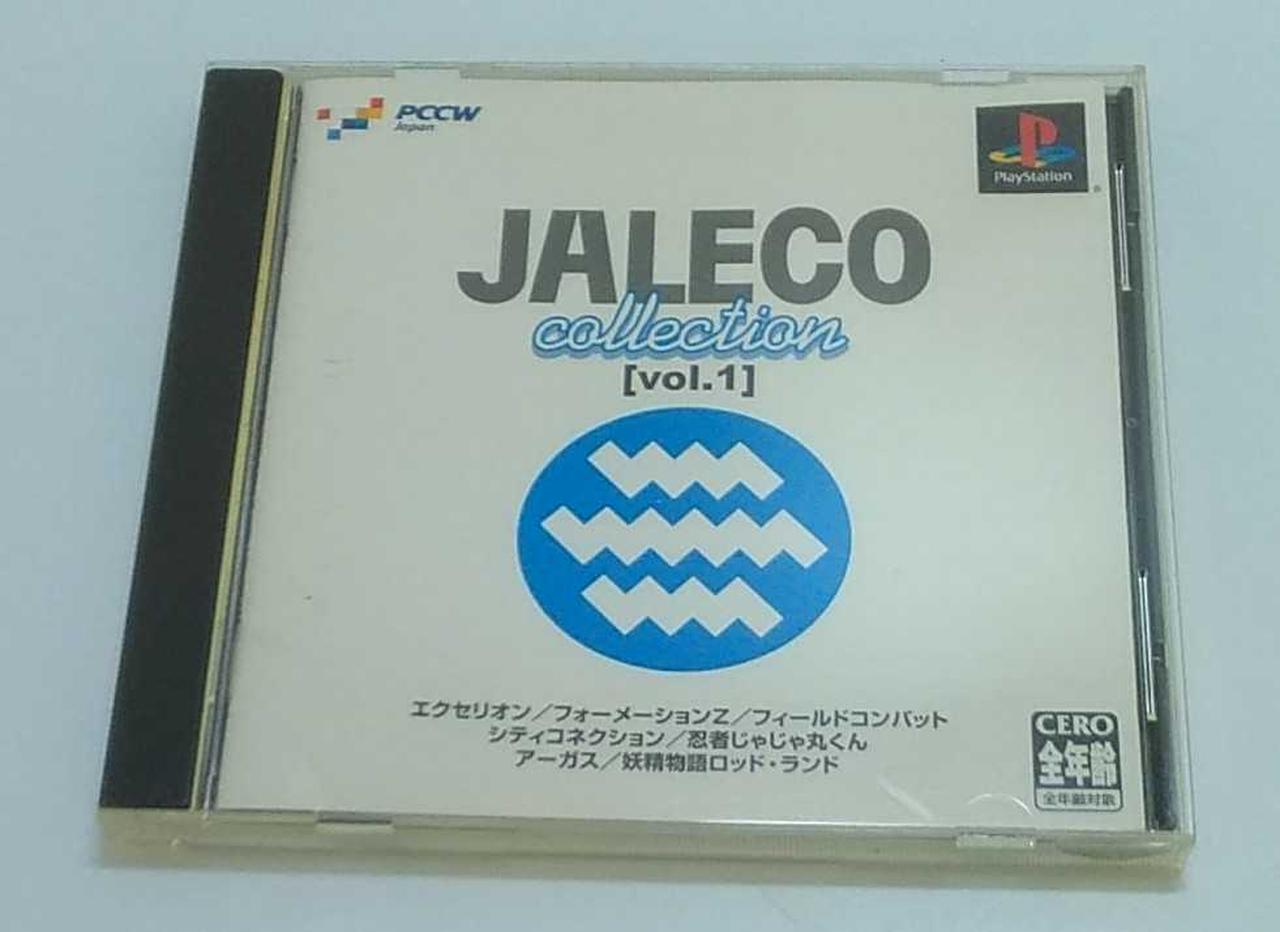 PCCW
Japan
PlayStation
JALECO
collection
[vol.1]
エクセリオン／フォーメーションZ／フィールドコンバット
シティコネクション／忍者じゃじゃ丸くん
アーガス／妖精物語ロッド・ランド
CERO
全年齢
全年齢対象